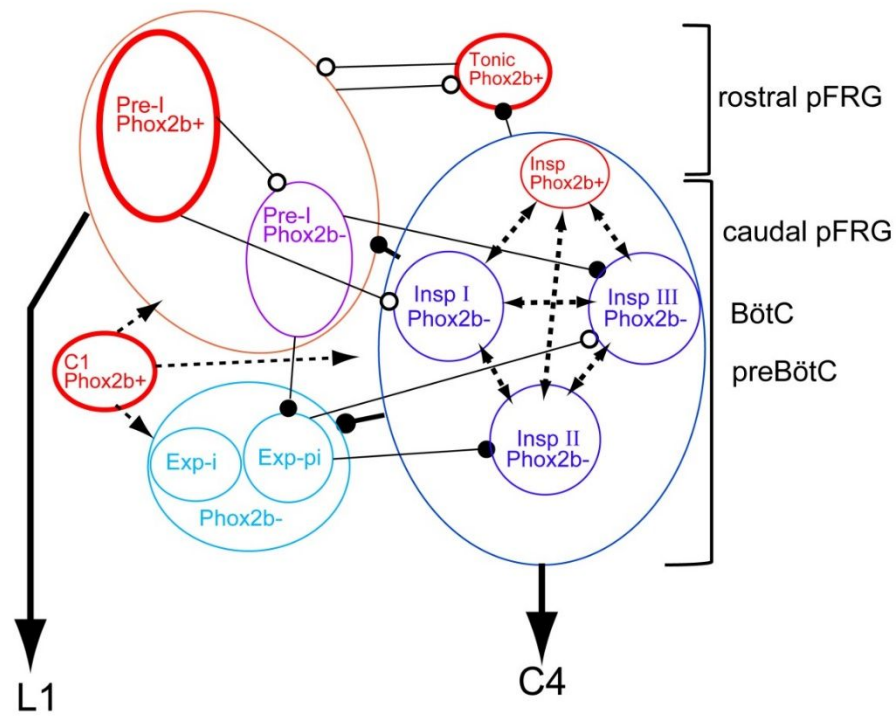 Tonic
Phox2b+
rostral pFRG
Pre-I
Phox2b+
Insp
Phox2b+
Pre-I
Phox2b-
caudal pFRG
Insp I
Phox2b-
Insp III
Phox2b-
BötC
C1
Phox2b+
preBötC
Insp II
Phox2b-
Exp-i
Exp-pi
Phox2b-
L1
C4